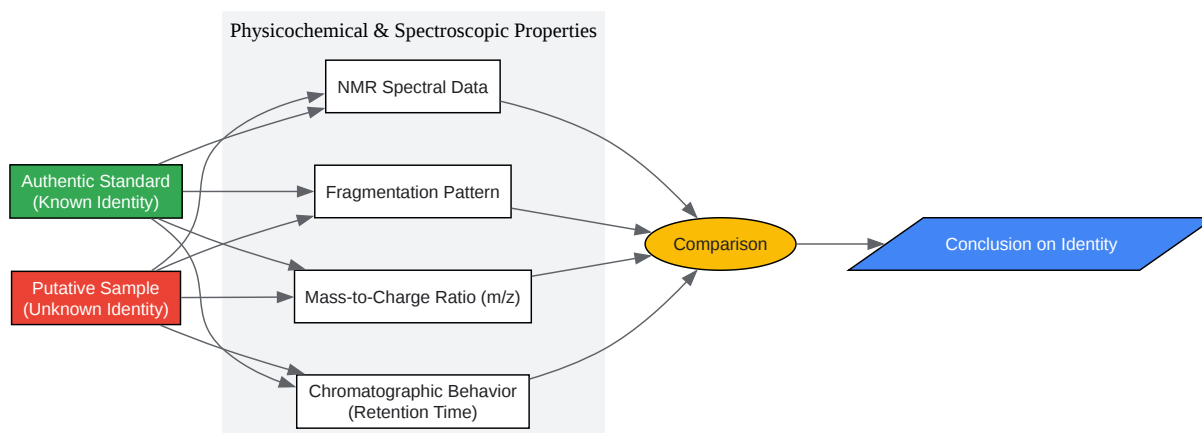 Physicochemical & Spectroscopic Properties
NMR Spectral Data
Authentic Standard
(Known Identity)
Fragmentation Pattern
Putative Sample
(Unknown Identity)
Mass-to-Charge Ratio (m/z)
Chromatographic Behavior
(Retention Time)
Comparison
Conclusion on Identity